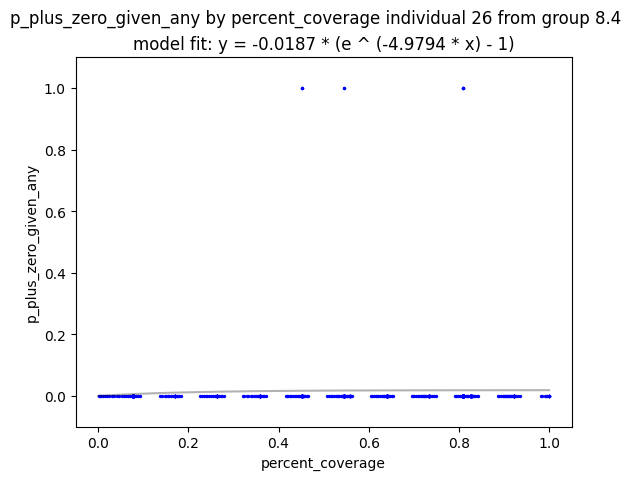 p_plus_zero_given_any by percent_coverage individual 26 from group 8.4
model fit: y = -0.0187 * (e ^ (-4.9794 * x) - 1)
1.0
0.8
0.6
0.4
0.2
0.0
p_plus_zero_given_any
0.0 0.2 0.4 0.6 0.8 1.0
percent_coverage